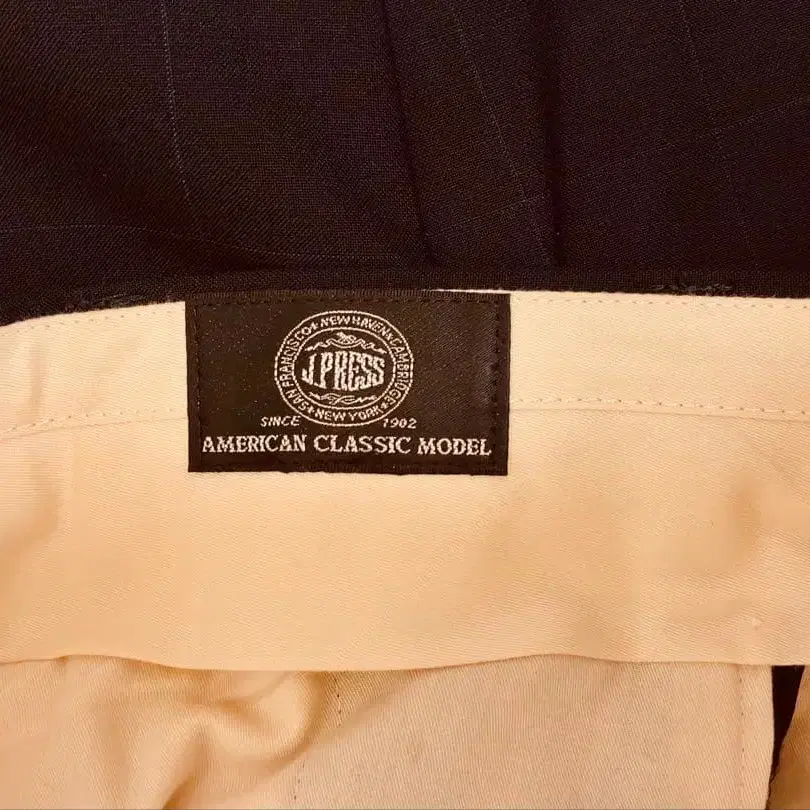 SAN FRANCISCO★NEW HAVEN★CAMBRIDGE
J.PRESS
★NEW YORK★
SINCE 1902
AMERICAN CLASSIC MODEL